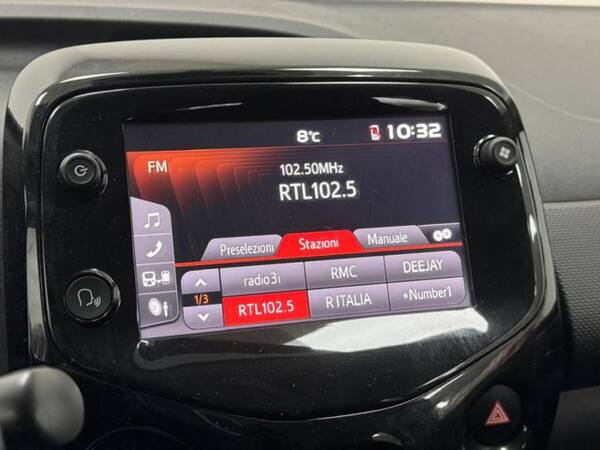 8°C 10:32
FM
102.50MHz
RTL102.5
Preselezioni Stazioni Manuale
radio3i RMC DEEJAY
1/3
RTL102.5 R ITALIA *Number1